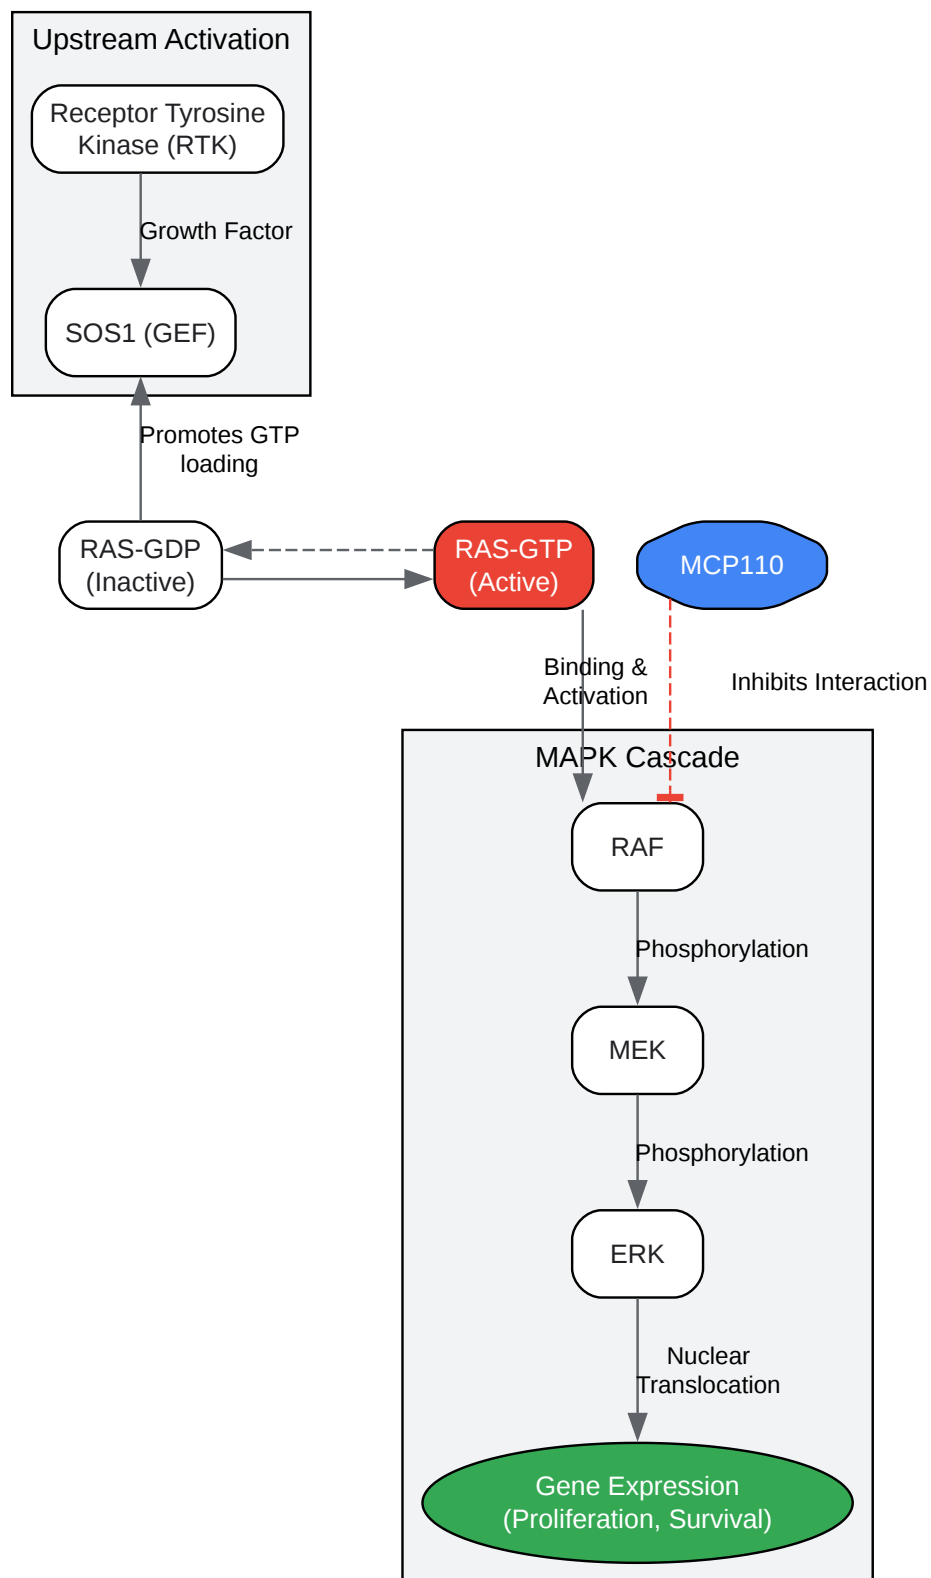 Upstream Activation
Receptor Tyrosine
Kinase (RTK)
Growth Factor
SOS1 (GEF)
Promotes GTP
loading
RAS-GDP
(Inactive)
RAS-GTP
(Active)
MCP110
Binding &
Activation
Inhibits Interaction
MAPK Cascade
RAF
Phosphorylation
MEK
Phosphorylation
ERK
Nuclear
Translocation
Gene Expression
(Proliferation, Survival)